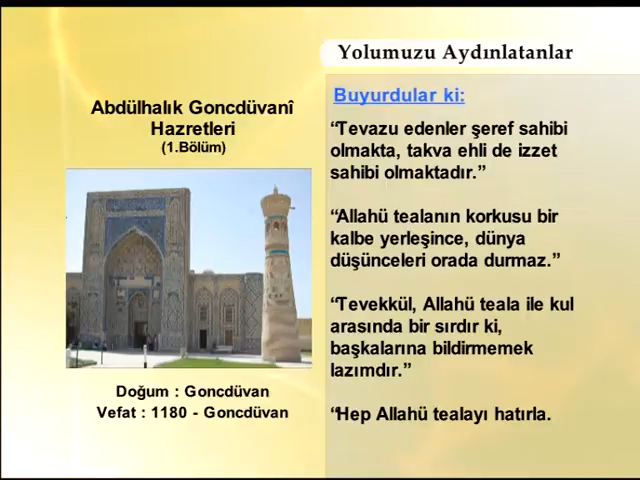 Yolumuzu Aydınlatanlar
Abdülhalık Goncdüvanî
Hazretleri
(1.Bölüm)
Doğum : Goncdüvan
Vefat : 1180 - Goncdüvan
Buyurdular ki:
“Tevazu edenler şeref sahibi
olmakta, takva ehli de izzet
sahibi olmaktadır.”
“Allahü tealanın korkusu bir
kalbe yerleşince, dünya
düşünceleri orada durmaz.”
“Tevekkül, Allahü teala ile kul
arasında bir sırdır ki,
başkalarına bildirmemek
lazımdır.”
“Hep Allahü tealayı hatırla.